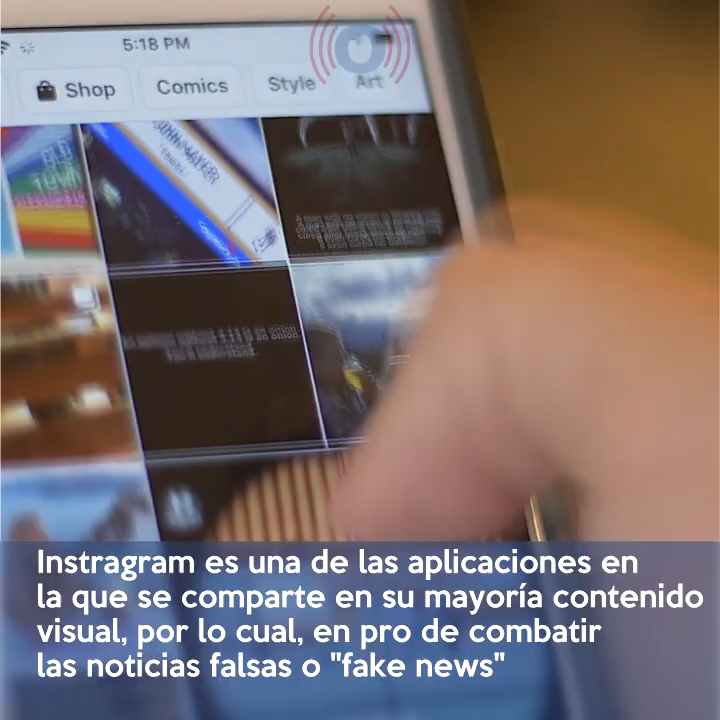 5:18 PM
Shop
Comics
Style
Art
Instragram es una de las aplicaciones en
la que se comparte en su mayoría contenido
visual, por lo cual, en pro de combatir
las noticias falsas o "fake news"